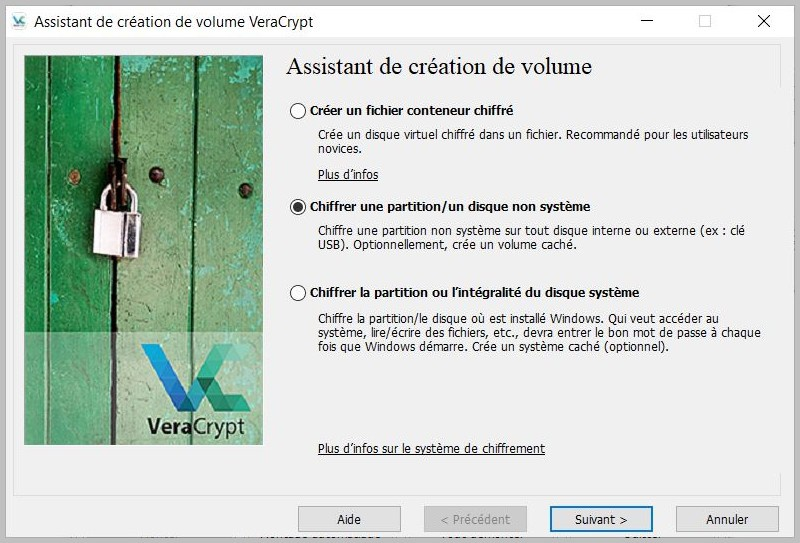 Assistant de création de volume VeraCrypt
Assistant de création de volume
Créer un fichier conteneur chiffré
Crée un disque virtuel chiffré dans un fichier. Recommandé pour les utilisateurs
novices.
Plus d'infos
Chiffrer une partition/un disque non système
Chiffre une partition non système sur tout disque interne ou externe (ex : clé
USB). Optionnellement, crée un volume caché.
Chiffrer la partition ou l'intégralité du disque système
Chiffre la partition/le disque où est installé Windows. Qui veut accéder au
système, lire/écrire des fichiers, etc., devra entrer le bon mot de passe à chaque
fois que Windows démarre. Crée un système caché (optionnel).
VeraCrypt
Plus d'infos sur le système de chiffrement
Aide
< Précédent
Suivant >
Annuler